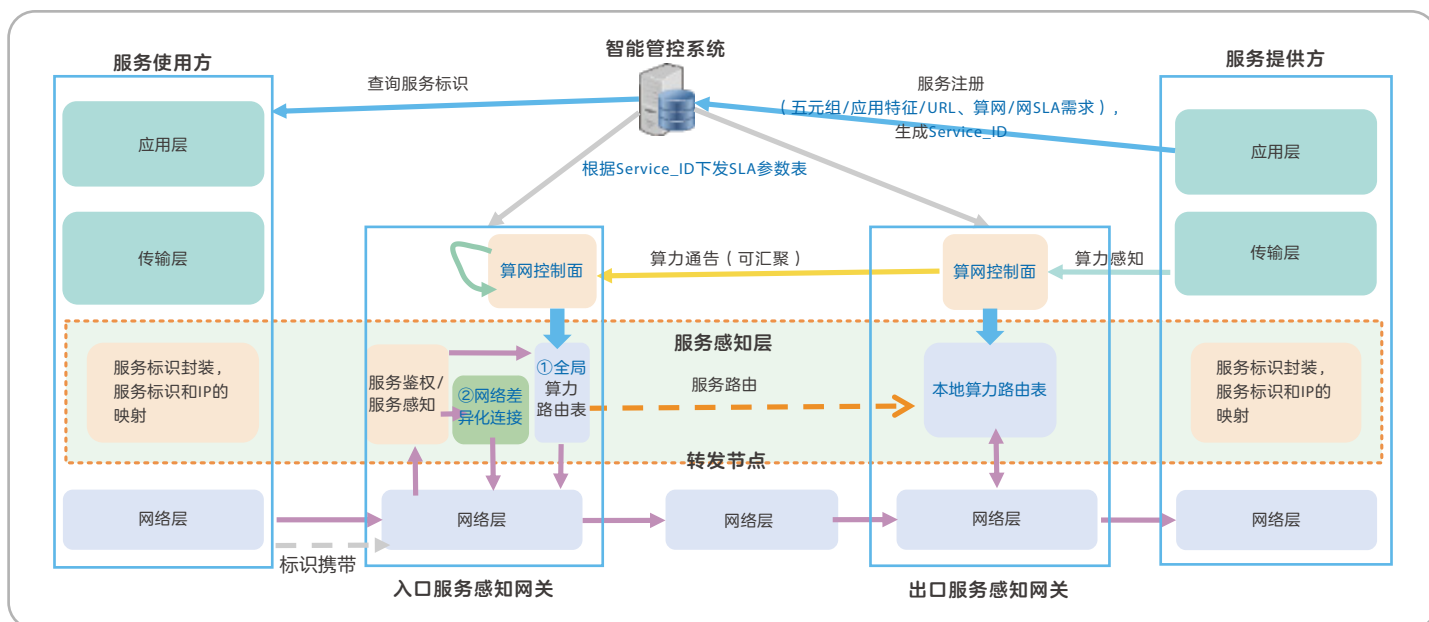 智能管控系统
服务使用方
服务提供方
查询服务标识
服务注册
（五元组/应用特征/URL、算网/网SLA需求），
生成Service_ID
应用层
应用层
根据Service_ID下发SLA参数表
传输层
传输层
算网控制面
算力通告（可汇聚）
算网控制面
算力感知
服务感知层
服务标识封装，
服务标识和IP的
映射
服务鉴权/
服务感知
②网络差
异化连接
①全局
算力
路由表
服务路由
本地算力路由表
服务标识封装，
服务标识和IP的
映射
转发节点
网络层
网络层
网络层
网络层
网络层
标识携带
入口服务感知网关
出口服务感知网关